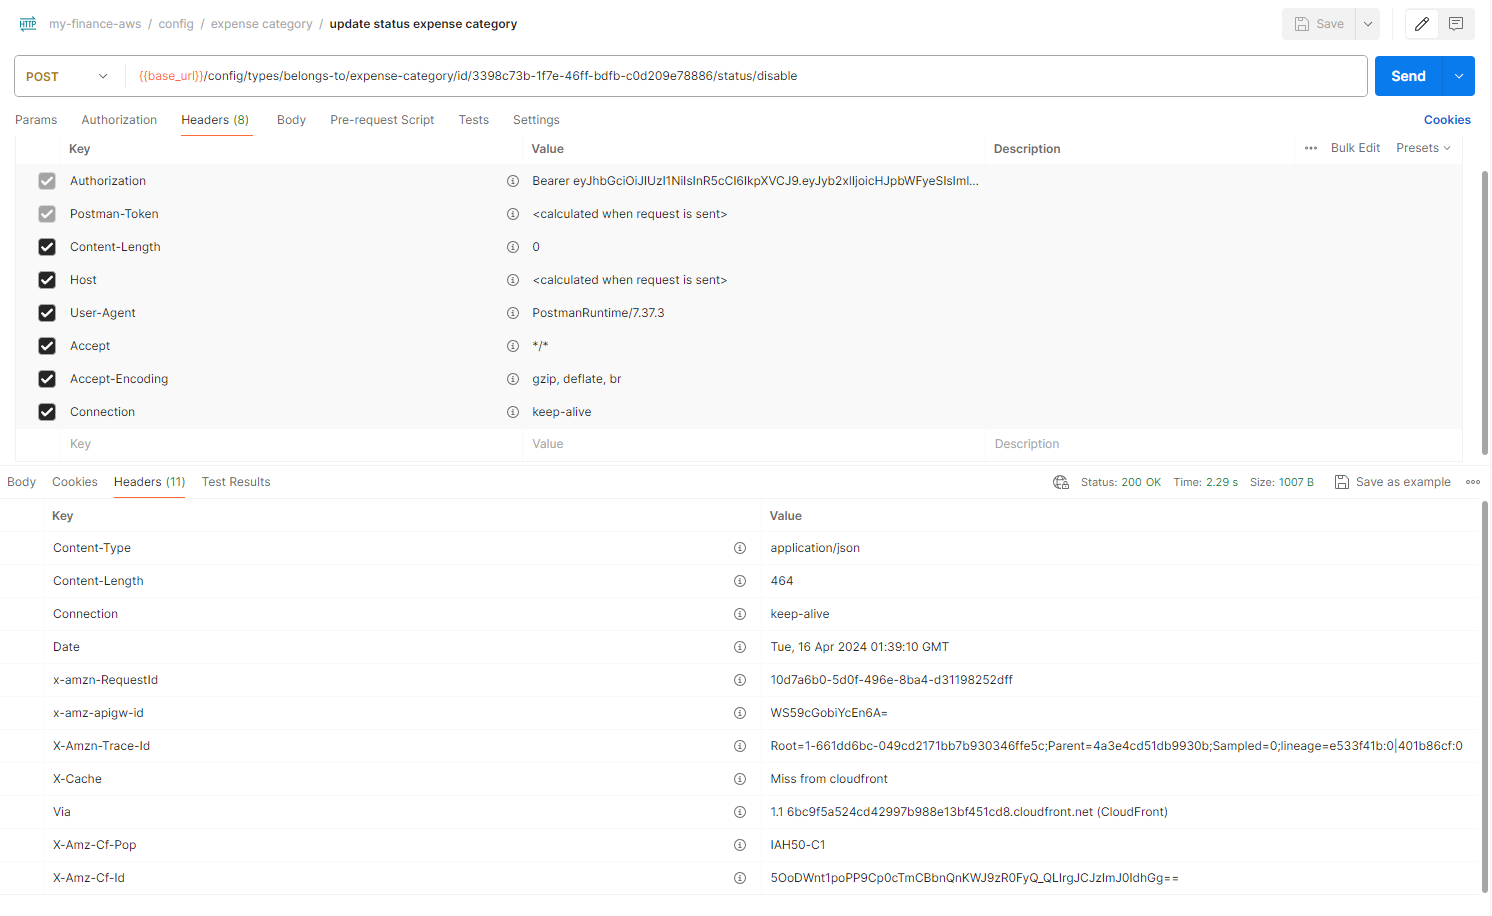 HTTP my-finance-aws / config / expense category / update status expense category Save
POST {{base_url}}/config/types/belongs-to/expense-category/id/3398c73b-1f7e-46ff-bdfb-c0d209e78886/status/disable Send
Params Authorization Headers (8) Body Pre-request Script Tests Settings Cookies
Key Value Description Bulk Edit Presets
Authorization Bearer eyJhbGciOiJIUzI1NiIsInR5cCI6IkpXVCJ9.eyJyb2xlIjoicHJpbWFyeSIsIml...
Postman-Token <calculated when request is sent>
Content-Length 0
Host <calculated when request is sent>
User-Agent PostmanRuntime/7.37.3
Accept */*
Accept-Encoding gzip, deflate, br
Connection keep-alive
Key Value Description
Body Cookies Headers (11) Test Results Status: 200 OK Time: 2.29 s Size: 1007 B Save as example
Key Value
Content-Type application/json
Content-Length 464
Connection keep-alive
Date Tue, 16 Apr 2024 01:39:10 GMT
x-amzn-RequestId 10d7a6b0-5d0f-496e-8ba4-d31198252dff
x-amz-apigw-id WS59cGobiYcEn6A=
X-Amzn-Trace-Id Root=1-661dd6bc-049cd2171bb7b930346ffe5c;Parent=4a3e4cd51db9930b;Sampled=0;lineage=e533f41b:0|401b86cf:0
X-Cache Miss from cloudfront
Via 1.1 6bc9f5a524cd42997b988e13bf451cd8.cloudfront.net (CloudFront)
X-Amz-Cf-Pop IAH50-C1
X-Amz-Cf-Id 5OoDWnt1poPP9Cp0cTmCBbnQnKWJ9zR0FyQ_QLIrgJCJzImJ0IdhGg==